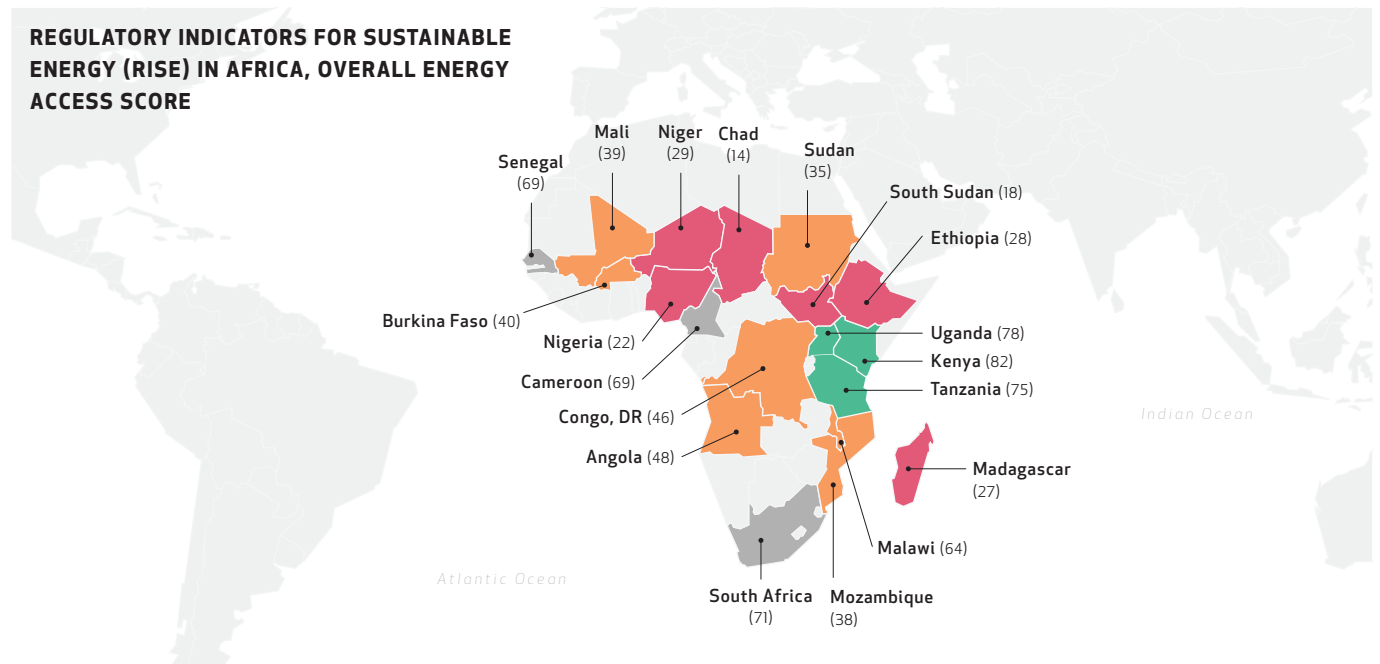 REGULATORY INDICATORS FOR SUSTAINABLE
ENERGY (RISE) IN AFRICA, OVERALL ENERGY
ACCESS SCORE
Senegal
(69)
Mali
(39)
Niger
(29)
Chad
(14)
Sudan
(35)
South Sudan (18)
Ethiopia (28)
Burkina Faso (40)
Nigeria (22)
Cameroon (69)
Congo, DR (46)
Angola (48)
Uganda (78)
Kenya (82)
Tanzania (75)
Indian Ocean
Madagascar
(27)
Malawi (64)
Atlantic Ocean
South Africa
(71)
Mozambique
(38)